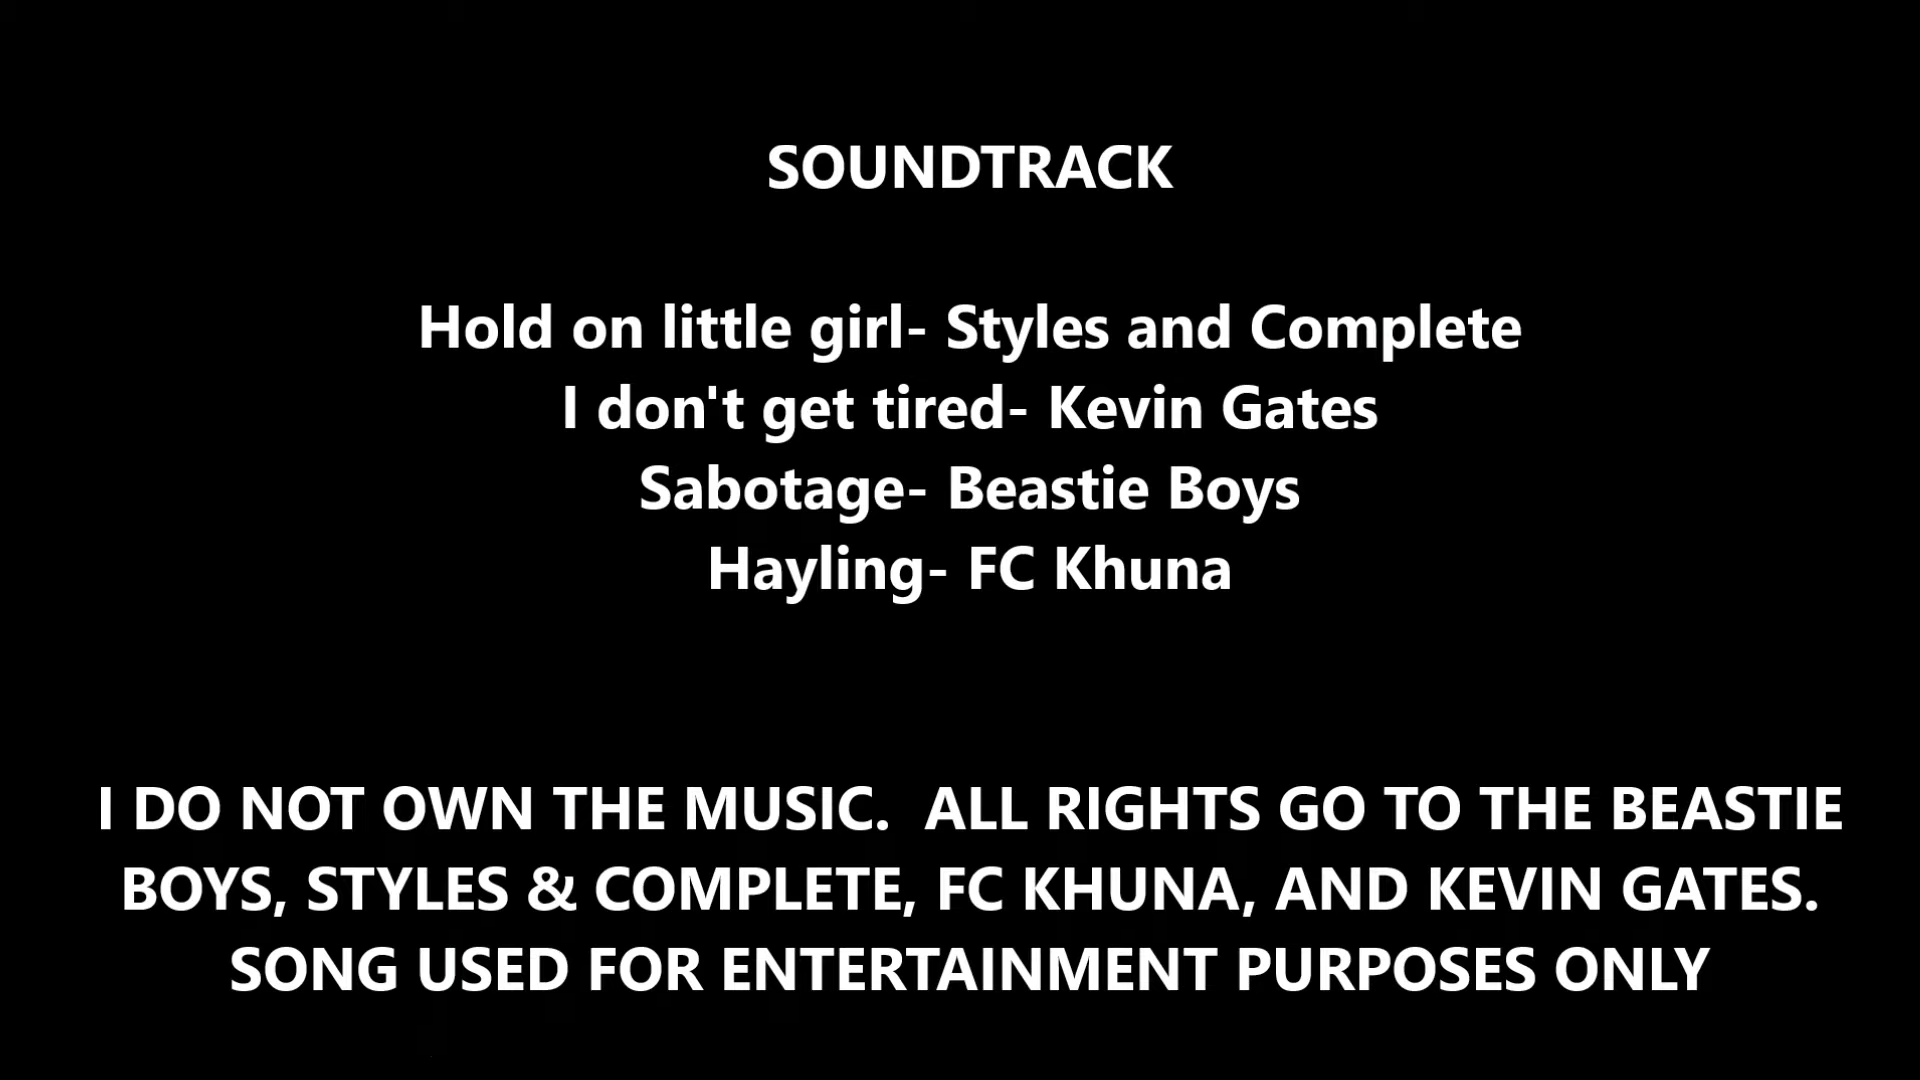 SOUNDTRACK
Hold on little girl- Styles and Complete
I don't get tired- Kevin Gates
Sabotage- Beastie Boys
Hayling- FC Khuna
I DO NOT OWN THE MUSIC.  ALL RIGHTS GO TO THE BEASTIE
BOYS, STYLES & COMPLETE, FC KHUNA, AND KEVIN GATES.
SONG USED FOR ENTERTAINMENT PURPOSES ONLY